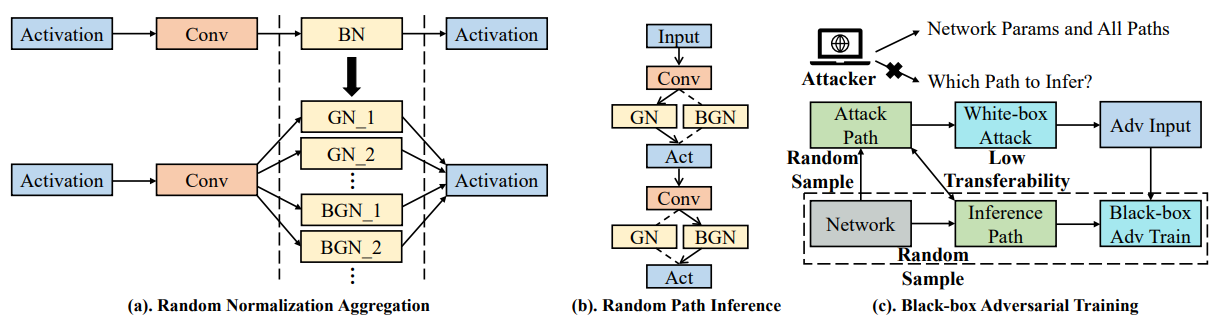 Activation
Conv
BN
Activation
GN_1
GN_2
⋮
Activation
Conv
BGN_1
Activation
BGN_2
⋮
(a). Random Normalization Aggregation
Input
Conv
GN
BGN
Act
Conv
GN
BGN
Act
(b). Random Path Inference
Attacker
Network Params and All Paths
Which Path to Infer?
Attack
Path
White-box
Attack
Adv Input
Random
Sample
Low
Transferability
Network
Inference
Path
Black-box
Adv Train
Random
Sample
(c). Black-box Adversarial Training